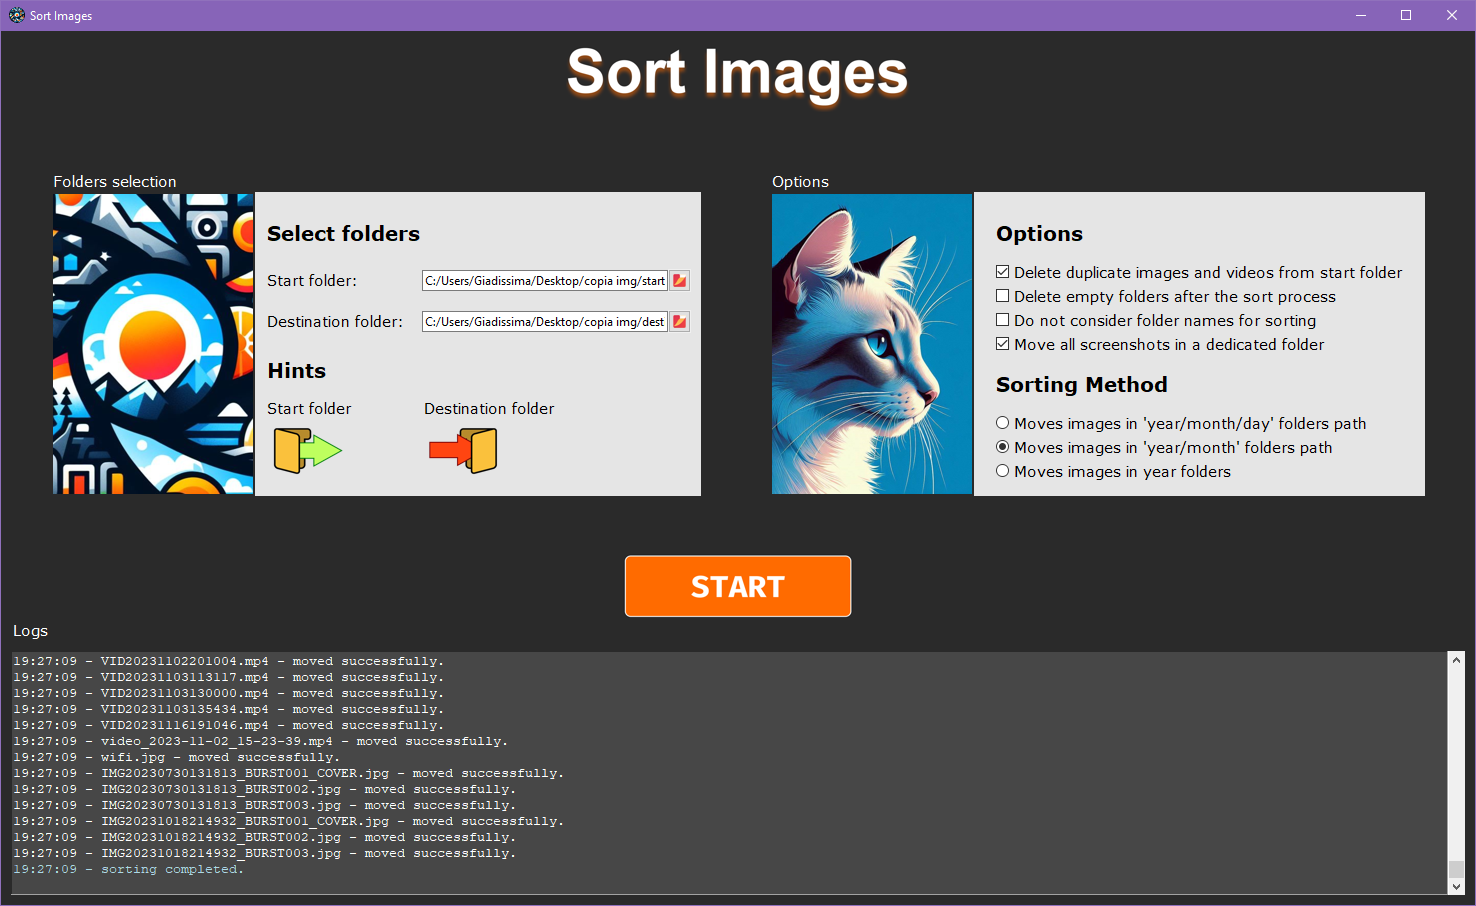 Sort Images
Sort Images
Folders selection
Select folders
Start folder:
C:/Users/Giadissima/Desktop/copia img/start
Destination folder:
C:/Users/Giadissima/Desktop/copia img/dest
Hints
Start folder
Destination folder
Options
Options
Delete duplicate images and videos from start folder
Delete empty folders after the sort process
Do not consider folder names for sorting
Move all screenshots in a dedicated folder
Sorting Method
Moves images in 'year/month/day' folders path
Moves images in 'year/month' folders path
Moves images in year folders
START
Logs
19:27:09 - VID20231102201004.mp4 - moved successfully.
19:27:09 - VID20231103113117.mp4 - moved successfully.
19:27:09 - VID20231103130000.mp4 - moved successfully.
19:27:09 - VID20231103135434.mp4 - moved successfully.
19:27:09 - VID20231116191046.mp4 - moved successfully.
19:27:09 - video_2023-11-02_15-23-39.mp4 - moved successfully.
19:27:09 - wifi.jpg - moved successfully.
19:27:09 - IMG20230730131813_BURST001_COVER.jpg - moved successfully.
19:27:09 - IMG20230730131813_BURST002.jpg - moved successfully.
19:27:09 - IMG20230730131813_BURST003.jpg - moved successfully.
19:27:09 - IMG20231018214932_BURST001_COVER.jpg - moved successfully.
19:27:09 - IMG20231018214932_BURST002.jpg - moved successfully.
19:27:09 - IMG20231018214932_BURST003.jpg - moved successfully.
19:27:09 - sorting completed.